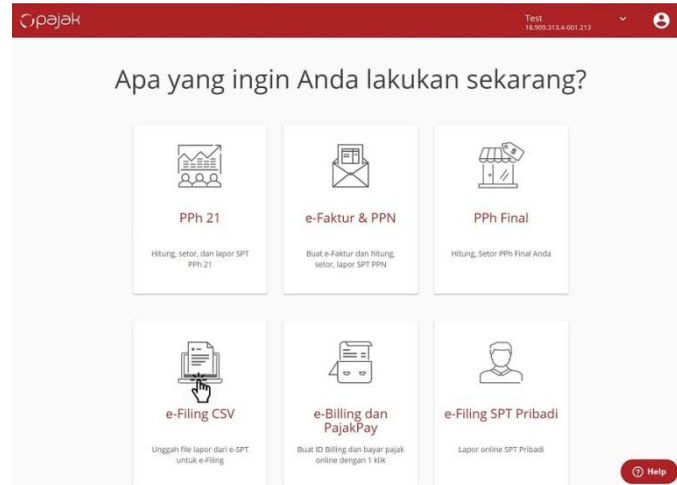 pajak
Test
18.909.313.4-001.213
Apa yang ingin Anda lakukan sekarang?
PPh 21
Hitung, setor, dan lapor SPT
PPh 21
e-Faktur & PPN
Buat e-Faktur dan hitung,
setor, lapor SPT PPN
PPh Final
Hitung, Setor PPh Final Anda
e-Filing CSV
Unggah file lapor dari e-SPT
untuk e-Filing
e-Billing dan
PajakPay
Buat ID Billing dan bayar pajak
online dengan 1 klik
e-Filing SPT Pribadi
Lapor online SPT Pribadi
Help